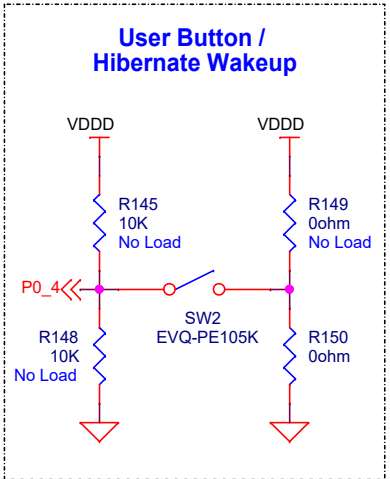 User Button /
Hibernate Wakeup
VDDD
VDDD
R145
10K
No Load
R149
0ohm
No Load
P0_4
SW2
EVQ-PE105K
R148
10K
No Load
R150
0ohm